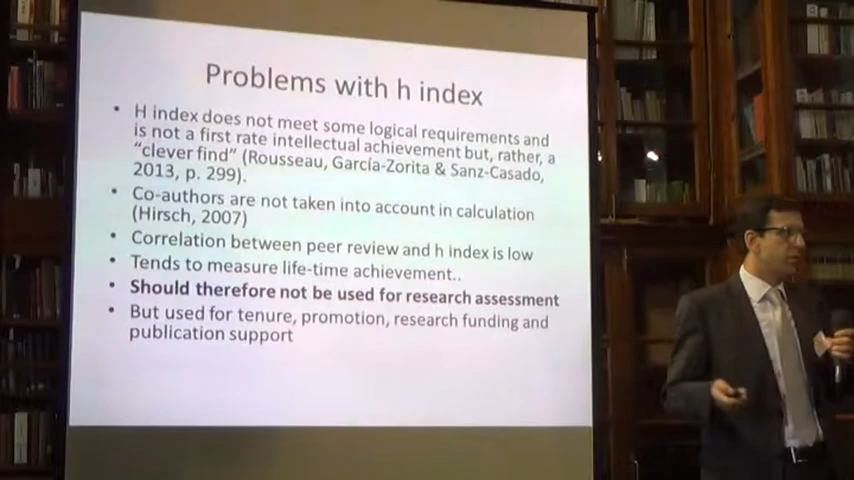 Problems with h index
• H index does not meet some logical requirements and
is not a first rate intellectual achievement but, rather, a
“clever find” (Rousseau, García-Zorita & Sanz-Casado,
2013, p. 299).
• Co-authors are not taken into account in calculation
(Hirsch, 2007)
• Correlation between peer review and h index is low
• Tends to measure life-time achievement..
• Should therefore not be used for research assessment
• But used for tenure, promotion, research funding and
publication support